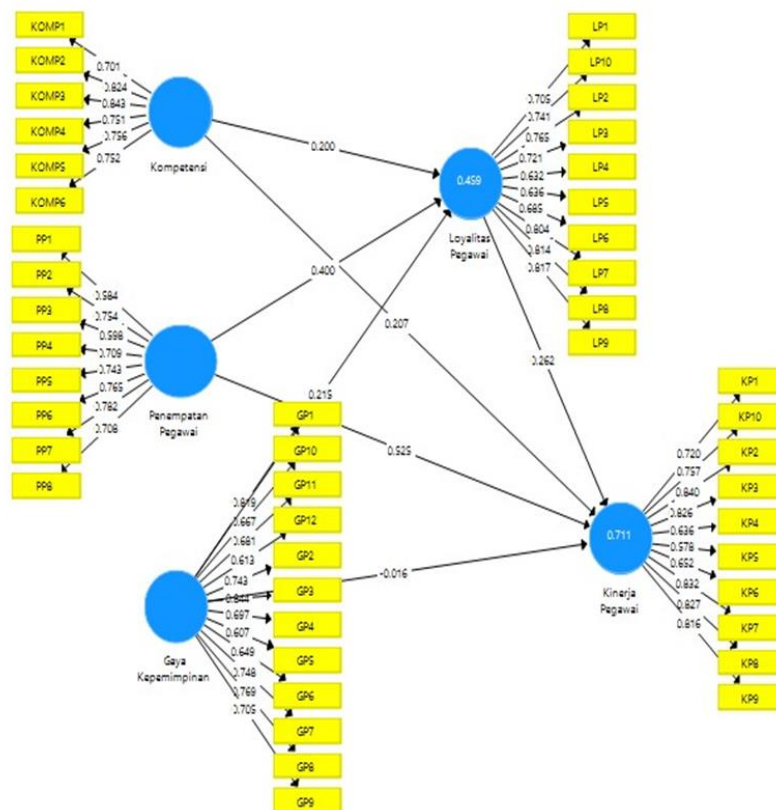 KOMP1
KOMP2
KOMP3
KOMP4
KOMP5
KOMP6
0.701
0.824
0.843
0.751
0.756
0.752
Kompetensi
PP1
PP2
PP3
PP4
PP5
PP6
PP7
PP8
0.584
0.754
0.598
0.709
0.743
0.765
0.782
0.708
Penempatan
Pegawai
0.819
0.667
0.681
0.613
0.743
0.844
0.697
0.607
0.649
0.748
0.769
0.705
Gaya
Kepemimpinan
GP1
GP10
GP11
GP12
GP2
GP3
GP4
GP5
GP6
GP7
GP8
GP9
0.200
0.400
0.215
0.207
0.525
-0.016
0.262
0.459
Loyalitas
Pegawai
0.705
0.741
0.765
0.721
0.632
0.636
0.685
0.804
0.814
0.817
LP1
LP10
LP2
LP3
LP4
LP5
LP6
LP7
LP8
LP9
0.711
Kinerja
Pegawai
0.720
0.757
0.840
0.826
0.636
0.578
0.652
0.832
0.827
0.816
KP1
KP10
KP2
KP3
KP4
KP5
KP6
KP7
KP8
KP9